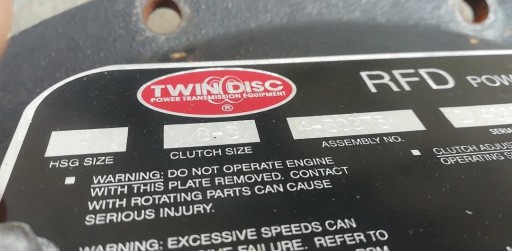 TWIN DISC
POWER TRANSMISSION EQUIPMENT
®
RFD
HSG SIZE
CLUTCH SIZE
ASSEMBLY NO.
WARNING: DO NOT OPERATE ENGINE
WITH THIS PLATE REMOVED. CONTACT
WITH ROTATING PARTS CAN CAUSE
SERIOUS INJURY.
CLUTCH ADJUS
OPERATING S
WARNING: EXCESSIVE SPEEDS CAN
FAILURE. REFER TO